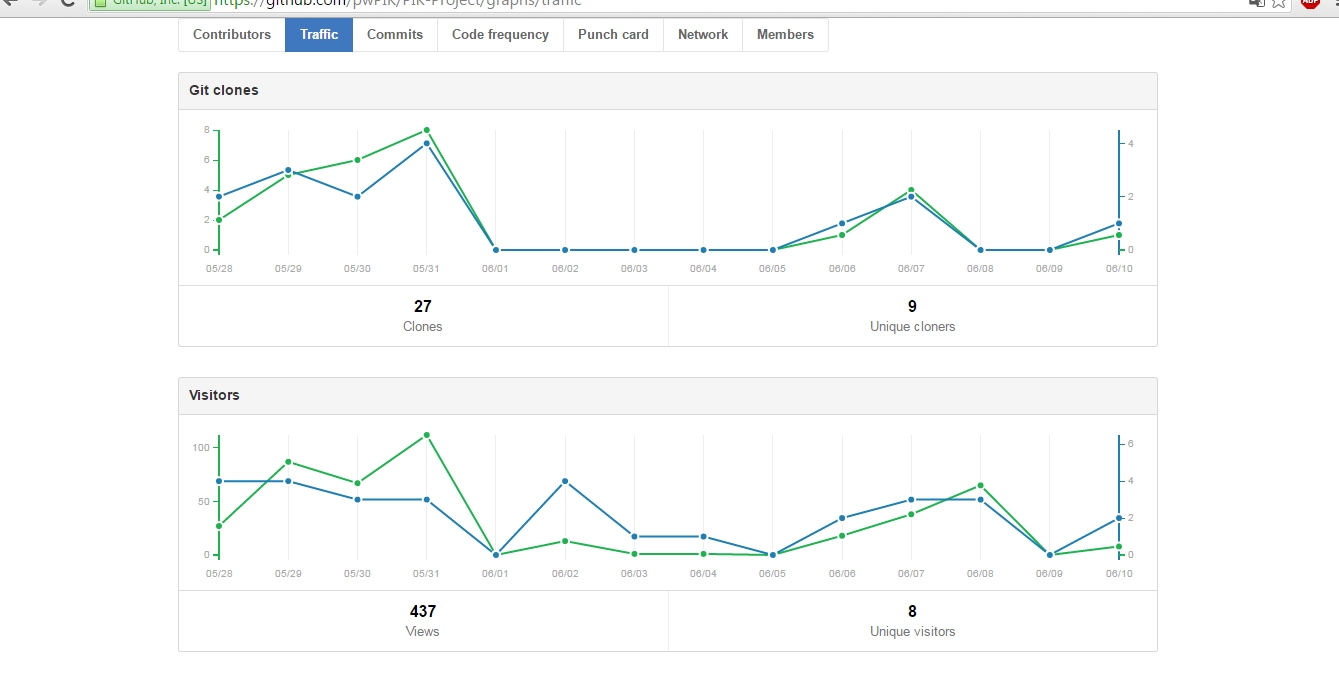 GitHub, Inc. [US] https://github.com/pwPIK/PIK-Project/graphs/traffic
Contributors Traffic Commits Code frequency Punch card Network Members
Git clones
8
6
4
2
0
4
2
0
05/28 05/29 05/30 05/31 06/01 06/02 06/03 06/04 06/05 06/06 06/07 06/08 06/09 06/10
27 9
Clones Unique cloners
Visitors
100
50
0
6
4
2
0
05/28 05/29 05/30 05/31 06/01 06/02 06/03 06/04 06/05 06/06 06/07 06/08 06/09 06/10
437 8
Views Unique visitors